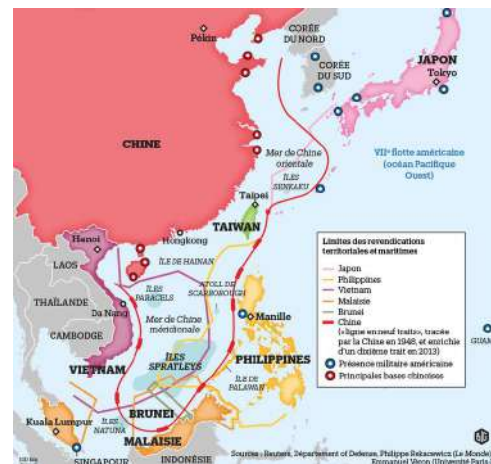 Pékin
CORÉE
DU NORD
CORÉE
DU SUD
JAPON
Tokyo
CHINE
Mer de Chine
orientale
VIIe flotte américaine
(océan Pacifique
Ouest)
ÎLES
SENKAKU
Taipei
TAIWAN
Hanoi
Hongkong
LAOS
ÎLE DE HAINAN
THAÏLANDE
ÎLES
PARACELS
ATOLL DE
SCARBOROUGH
Da Nang
Mer de Chine
méridionale
Manille
CAMBODGE
VIETNAM
ÎLES
SPRATLEYS
PHILIPPINES
ÎLE DE
PALAWAN
GUAM
Kuala Lumpur
ÎLES
NATUNA
BRUNEI
MALAISIE
SINGAPOUR
INDONÉSIE
Limites des revendications
territoriales et maritimes
Japon
Philippines
Vietnam
Malaisie
Brunei
Chine
(«ligne en neuf traits», tracée
par la Chine en 1948, et enrichie
d'un dixième trait en 2013)
Présence militaire américaine
Principales bases chinoises
Sources : Reuters, Département of Defense, Philippe Rekacewicz (Le Monde)
Emmanuel Veron (Université Paris